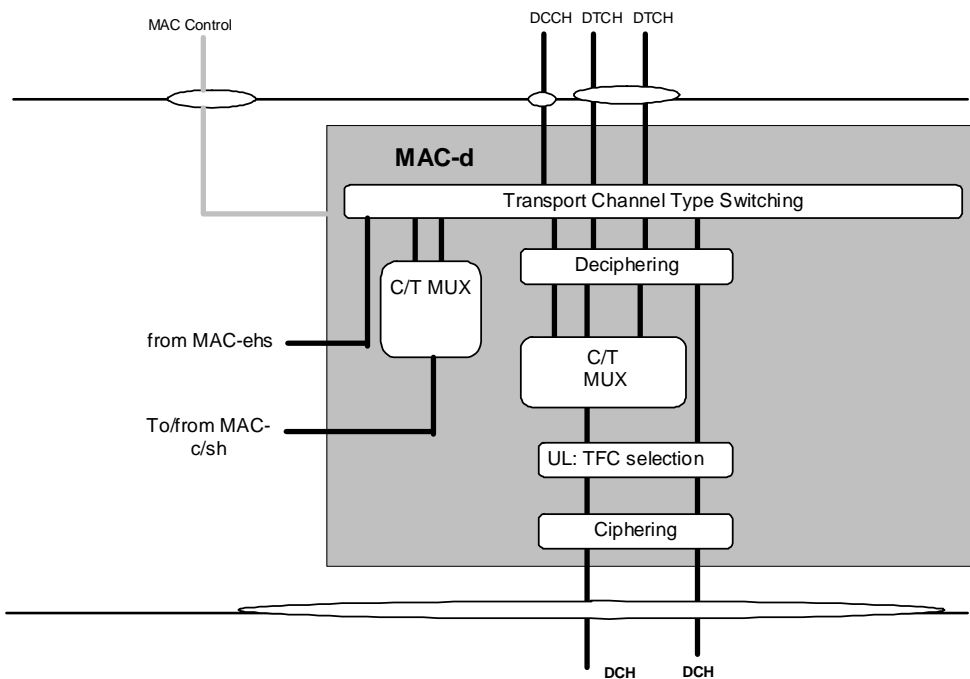 MAC Control
DCCH DTCH DTCH
MAC-d
Transport Channel Type Switching
Deciphering
C/T MUX
from MAC-ehs
C/T
MUX
To/from MAC-
c/sh
UL: TFC selection
Ciphering
DCH
DCH